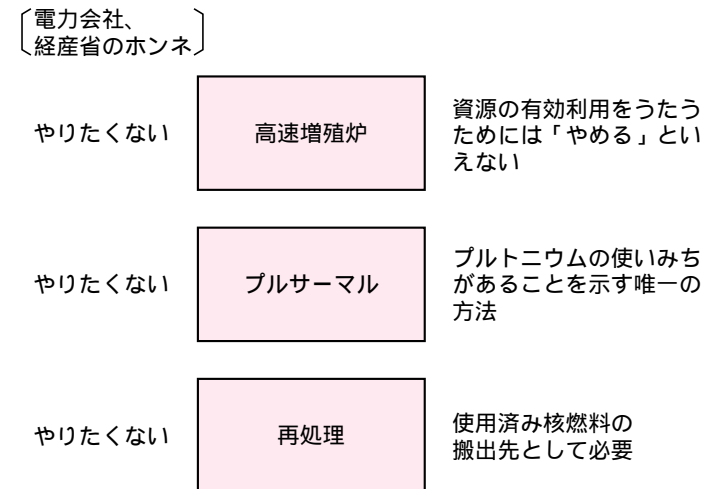 電力会社、
経産省のホンネ
やりたくない
高速増殖炉
資源の有効利用をうたう
ためには「やめる」とい
えない
やりたくない
プルサーマル
プルトニウムの使いみち
があることを示す唯一の
方法
やりたくない
再処理
使用済み核燃料の
搬出先として必要